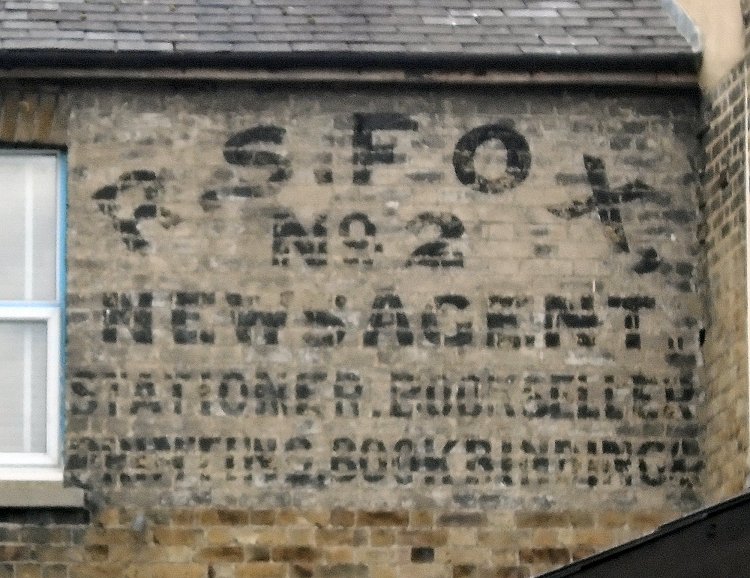 R.S.FOX.
No. 2
NEWSAGENT.
STATIONER. BOOKSELLER
PRINTING. BOOKBINDING &c